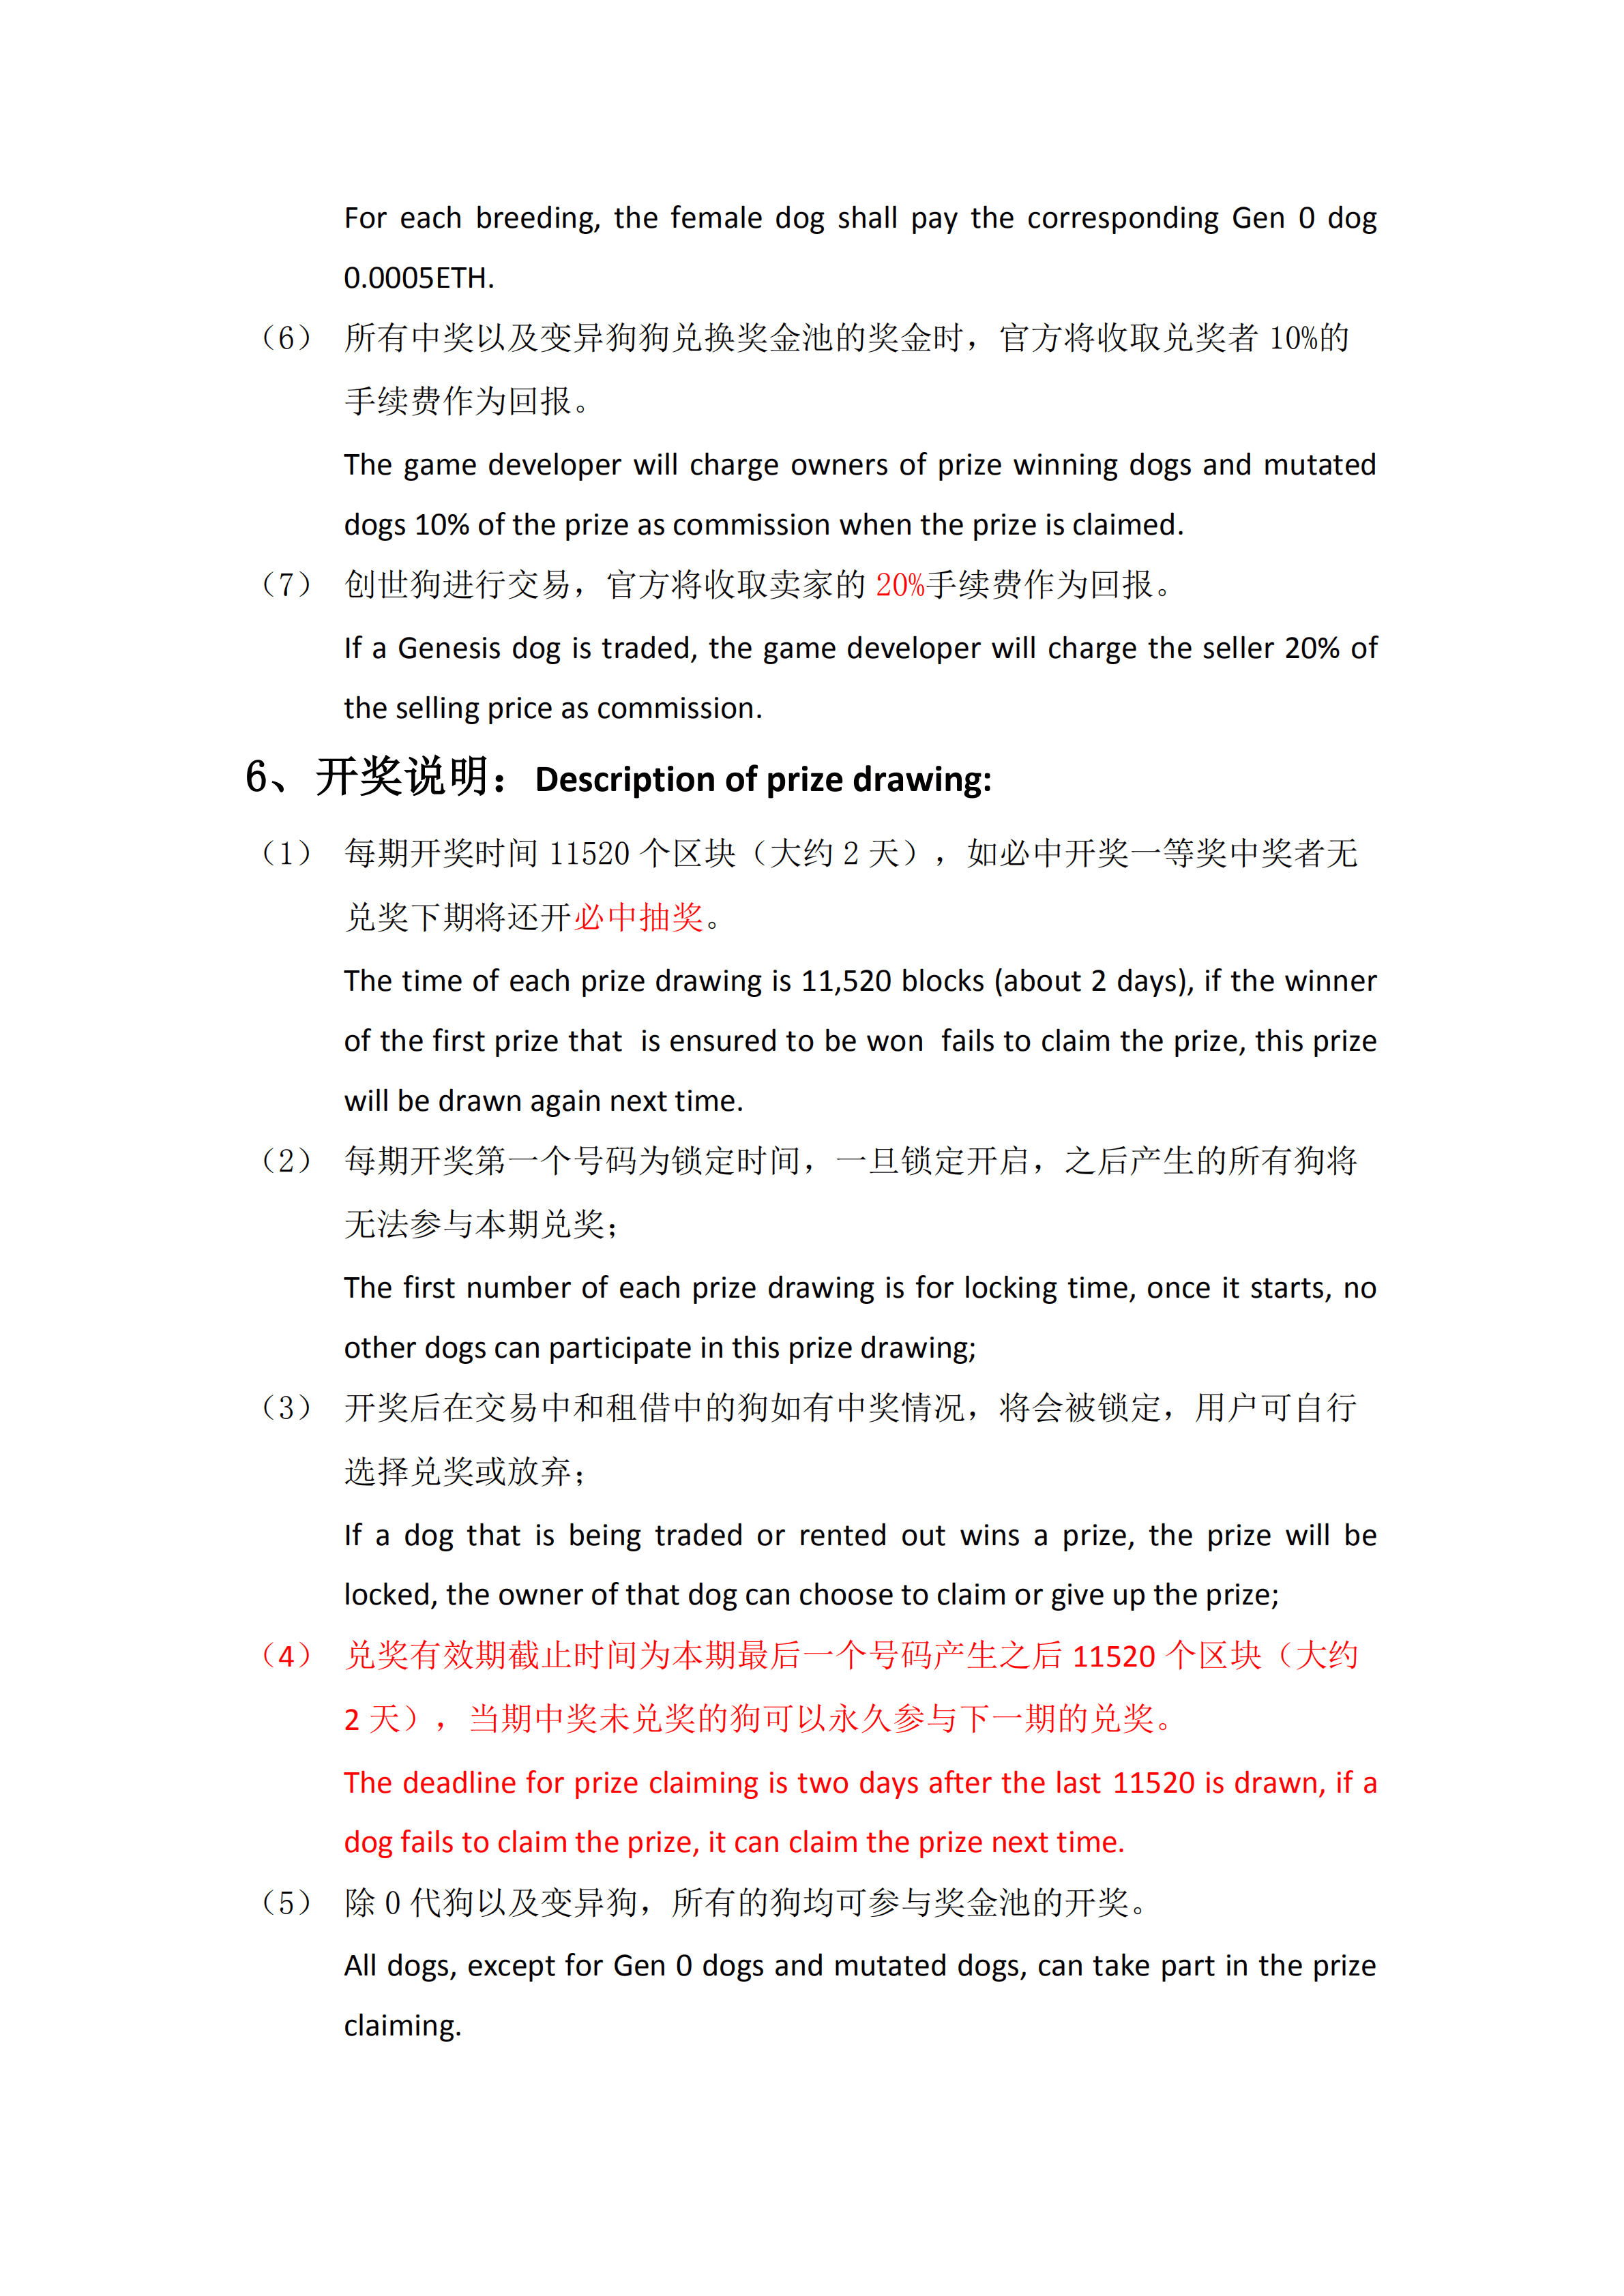 For each breeding, the female dog shall pay the corresponding Gen 0 dog
0.0005ETH.
（6） 所有中奖以及变异狗狗兑换奖金池的奖金时，官方将收取兑奖者 10%的
手续费作为回报。
The game developer will charge owners of prize winning dogs and mutated
dogs 10% of the prize as commission when the prize is claimed.
（7） 创世狗进行交易，官方将收取卖家的 20%手续费作为回报。
If a Genesis dog is traded, the game developer will charge the seller 20% of
the selling price as commission.
6、开奖说明：Description of prize drawing:
（1） 每期开奖时间 11520 个区块（大约 2 天），如必中开奖一等奖中奖者无
兑奖下期将还开必中抽奖。
The time of each prize drawing is 11,520 blocks (about 2 days), if the winner
of the first prize that  is ensured to be won  fails to claim the prize, this prize
will be drawn again next time.
（2） 每期开奖第一个号码为锁定时间，一旦锁定开启，之后产生的所有狗将
无法参与本期兑奖；
The first number of each prize drawing is for locking time, once it starts, no
other dogs can participate in this prize drawing;
（3） 开奖后在交易中和租借中的狗如有中奖情况，将会被锁定，用户可自行
选择兑奖或放弃；
If a dog that is being traded or rented out wins a prize, the prize will be
locked, the owner of that dog can choose to claim or give up the prize;
（4） 兑奖有效期截止时间为本期最后一个号码产生之后 11520 个区块（大约
2 天），当期中奖未兑奖的狗可以永久参与下一期的兑奖。
The deadline for prize claiming is two days after the last 11520 is drawn, if a
dog fails to claim the prize, it can claim the prize next time.
（5） 除 0 代狗以及变异狗，所有的狗均可参与奖金池的开奖。
All dogs, except for Gen 0 dogs and mutated dogs, can take part in the prize
claiming.